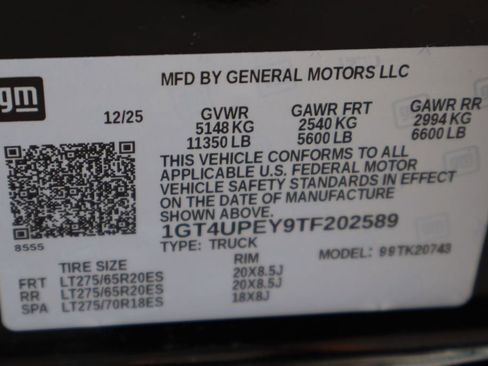 gm
MFD BY GENERAL MOTORS LLC
12/25 GVWR GAWR FRT GAWR RR
5148 KG 2540 KG 2994 KG
11350 LB 5600 LB 6600 LB
THIS VEHICLE CONFORMS TO ALL
APPLICABLE U.S. FEDERAL MOTOR
VEHICLE SAFETY STANDARDS IN EFFECT
ON THE DATE OF MANUFACTURE
SHOWN ABOVE.
1GT4UPEY9TF202589
8555
TYPE: TRUCK MODEL: 99TK20743
TIRE SIZE RIM
FRT LT275/65R20ES 20X8.5J
RR LT275/65R20ES 20X8.5J
SPA LT275/70R18ES 18X8J